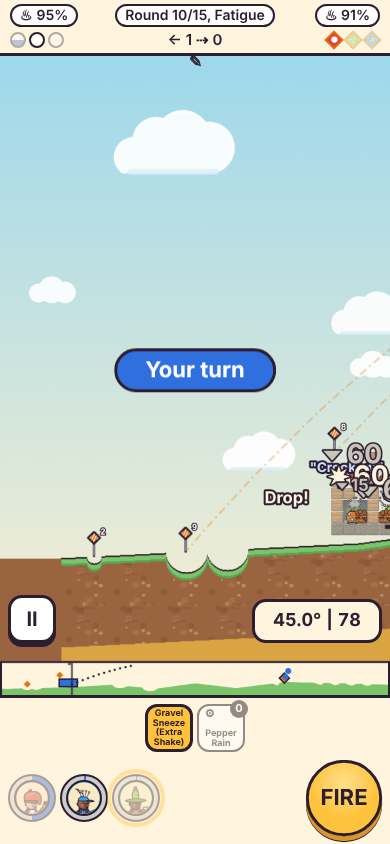 95%
Round 10/15, Fatigue
91%
← 1 ⇢ 0
Your turn
8
60
60
15
Drop!
2
9
45.0° | 78
Gravel
Sneeze
(Extra
Shake)
0
Pepper
Rain
FIRE